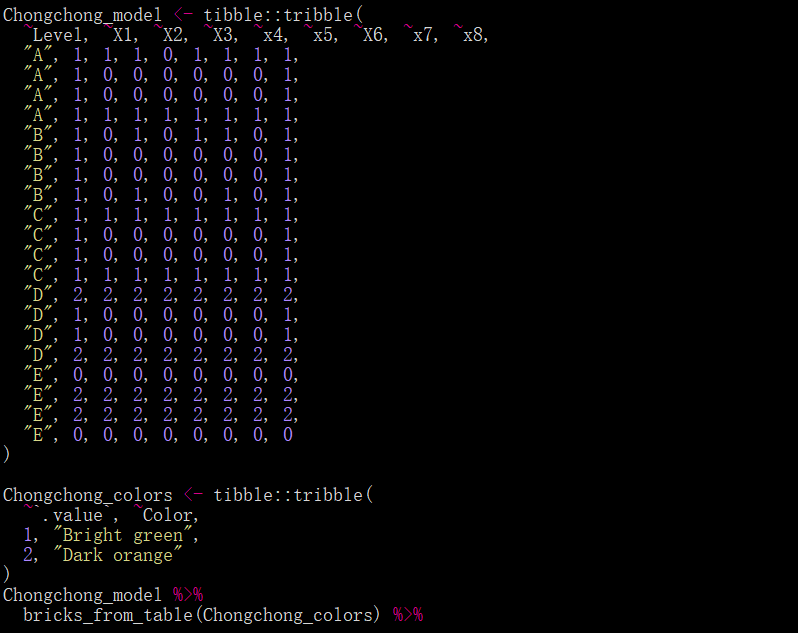 Chongchong_model <- tibble::tribble(
  ~Level, ~X1, ~X2, ~X3, ~x4, ~x5, ~X6, ~x7, ~x8,
  "A", 1, 1, 1, 0, 1, 1, 1, 1,
  "A", 1, 0, 0, 0, 0, 0, 0, 1,
  "A", 1, 0, 0, 0, 0, 0, 0, 1,
  "A", 1, 1, 1, 1, 1, 1, 1, 1,
  "B", 1, 0, 1, 0, 1, 1, 0, 1,
  "B", 1, 0, 0, 0, 0, 0, 0, 1,
  "B", 1, 0, 0, 0, 0, 0, 0, 1,
  "B", 1, 0, 1, 0, 0, 1, 0, 1,
  "C", 1, 1, 1, 1, 1, 1, 1, 1,
  "C", 1, 0, 0, 0, 0, 0, 0, 1,
  "C", 1, 0, 0, 0, 0, 0, 0, 1,
  "C", 1, 1, 1, 1, 1, 1, 1, 1,
  "D", 2, 2, 2, 2, 2, 2, 2, 2,
  "D", 1, 0, 0, 0, 0, 0, 0, 1,
  "D", 1, 0, 0, 0, 0, 0, 0, 1,
  "D", 2, 2, 2, 2, 2, 2, 2, 2,
  "E", 0, 0, 0, 0, 0, 0, 0, 0,
  "E", 2, 2, 2, 2, 2, 2, 2, 2,
  "E", 2, 2, 2, 2, 2, 2, 2, 2,
  "E", 0, 0, 0, 0, 0, 0, 0, 0
)
Chongchong_colors <- tibble::tribble(
  ~`.value`, ~Color,
  1, "Bright green",
  2, "Dark orange"
)
Chongchong_model %>%
  bricks_from_table(Chongchong_colors) %>%